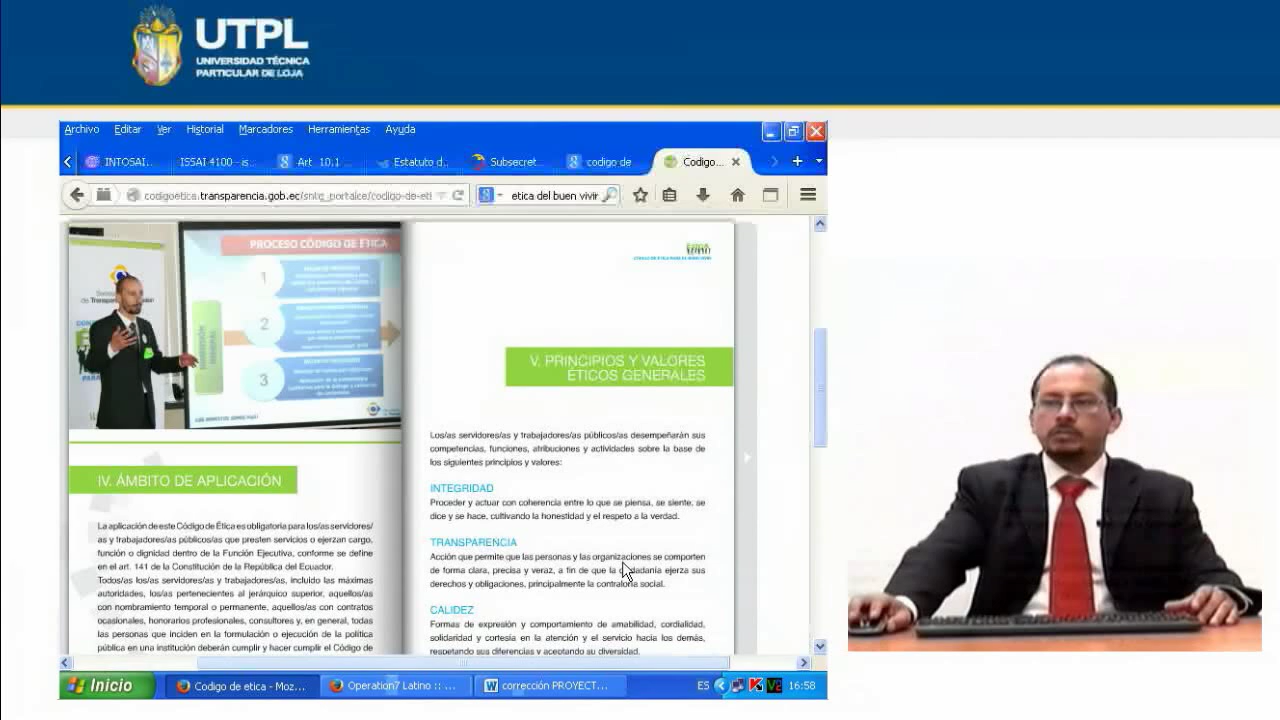 UTPL
UNIVERSIDAD TÉCNICA
PARTICULAR DE LOJA
Archivo Editar Ver Historial Marcadores Herramientas Ayuda
INTOSAI... ISSAI 4100 - is... Art 10.1 Estatuto d... Subsecret... codigo de Codigo...
codigoetica.transparencia.gob.ec etica del buen vivir
PROCESO CÓDIGO DE ÉTICA
1
2
3
de Transparencia
IV. ÁMBITO DE APLICACIÓN
La aplicación de este Código de Ética es obligatoria para los/as servidores/
as y trabajadores/as públicos/as que presten servicios o ejerzan cargo,
función o dignidad dentro de la Función Ejecutiva, conforme se define
en el art. 141 de la Constitución de la República del Ecuador.
Todos/as los/as servidores/as y trabajadores/as, incluido las máximas
autoridades, los/as pertenecientes al jerárquico superior, aquellos/as
con nombramiento temporal o permanente, aquellos/as con contratos
ocasionales, honorarios profesionales, consultores y, en general, todas
las personas que inciden en la formulación o ejecución de la política
pública en una institución deberán cumplir y hacer cumplir el Código de
V. PRINCIPIOS Y VALORES
ÉTICOS GENERALES
Los/as servidores/as y trabajadores/as públicos/as desempeñarán sus
competencias, funciones, atribuciones y actividades sobre la base de
los siguientes principios y valores:
INTEGRIDAD
Proceder y actuar con coherencia entre lo que se piensa, se siente, se
dice y se hace, cultivando la honestidad y el respeto a la verdad.
TRANSPARENCIA
Acción que permite que las personas y las organizaciones se comporten
de forma clara, precisa y veraz, a fin de que la ciudadanía ejerza sus
derechos y obligaciones, principalmente la contraloría social.
CALIDEZ
Formas de expresión y comportamiento de amabilidad, cordialidad,
solidaridad y cortesía en la atención y el servicio hacia los demás,
respetando sus diferencias y aceptando su diversidad.
Inicio Codigo de etica - Moz... Operation7 Latino :: ... corrección PROYECT... ES 16:58